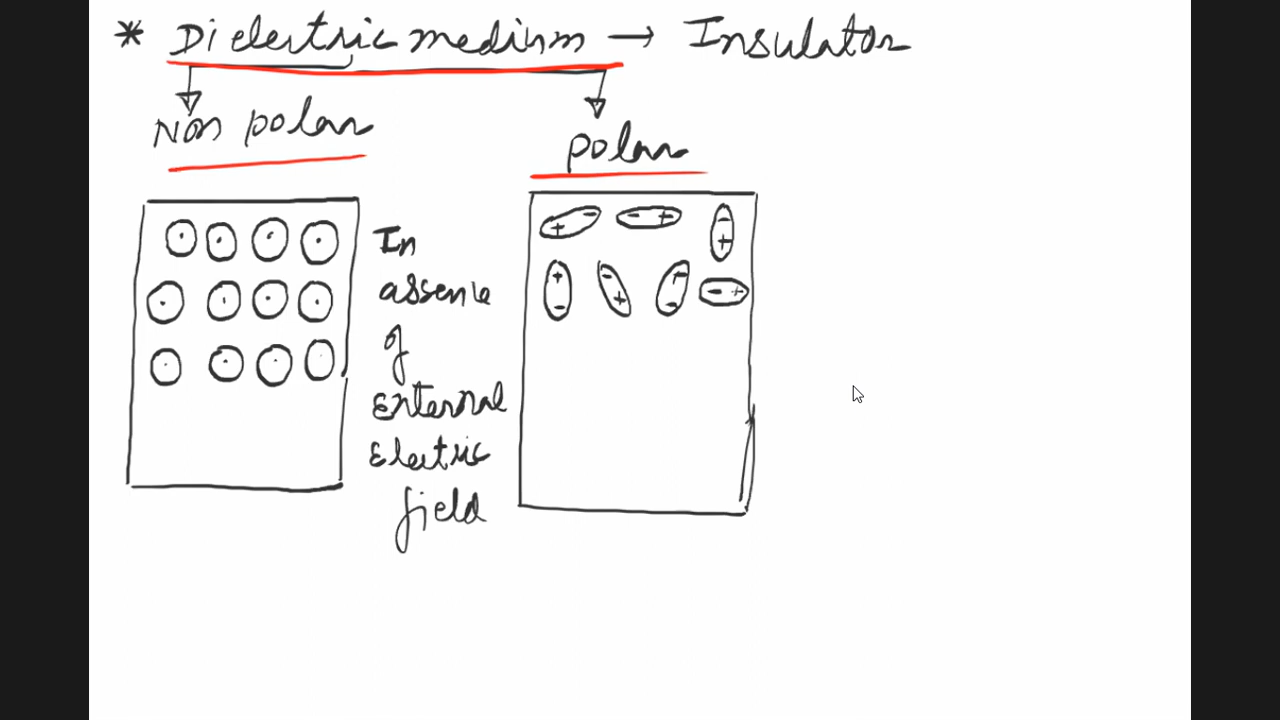 * Dielectric medium → Insulator
Non polar
polar
In
assence
of
External
Electric
field
+ - - + - +
+ - - + + - - +